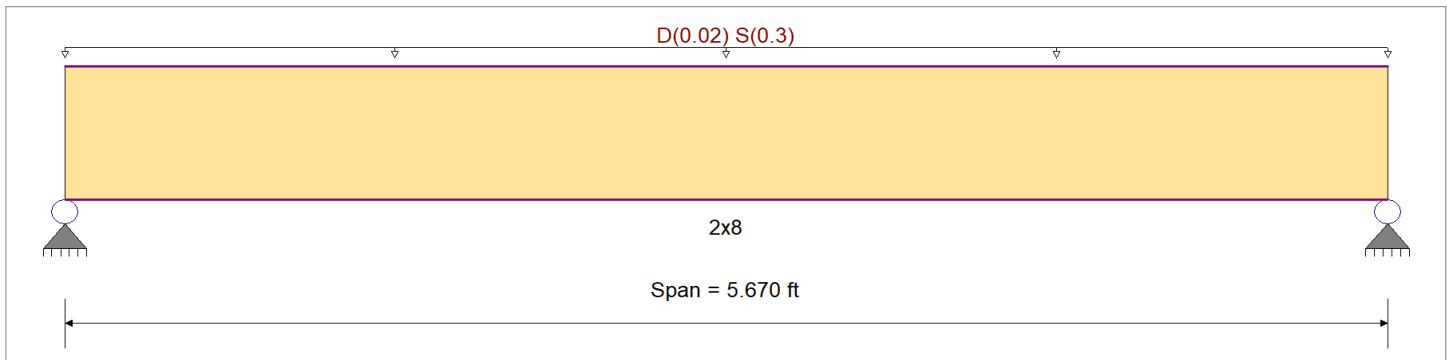 D(0.02) S(0.3)
2x8
Span = 5.670 ft